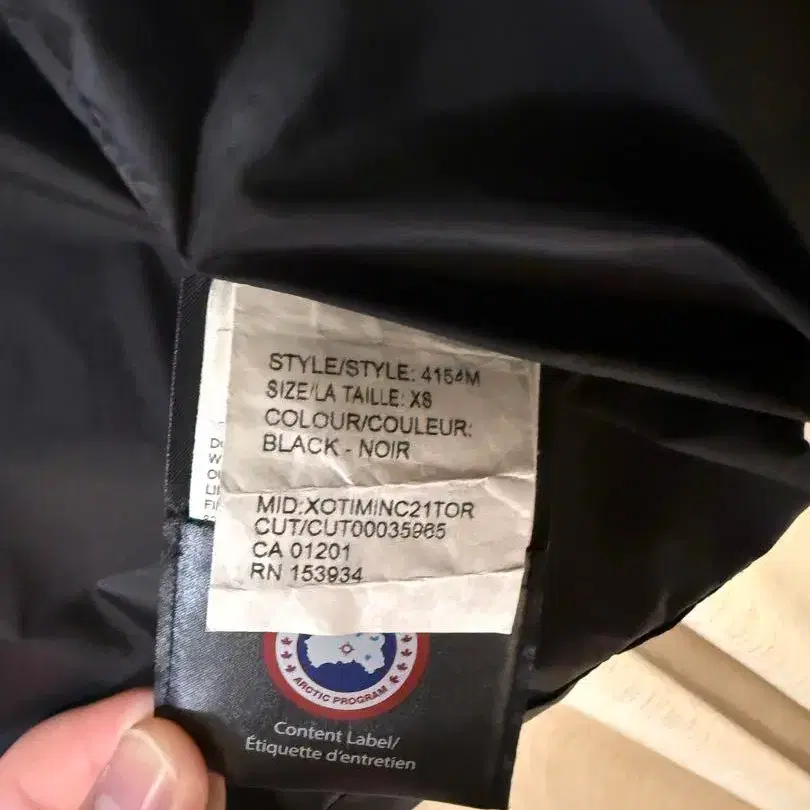 STYLE/STYLE: 4154M
SIZE/LA TAILLE: XS
COLOUR/COULEUR:
BLACK - NOIR
MID:XOTIMINC21TOR
CUT/CUT00035985
CA 01201
RN 153934
ARCTIC PROGRAM
Content Label/
Étiquette d'entretien